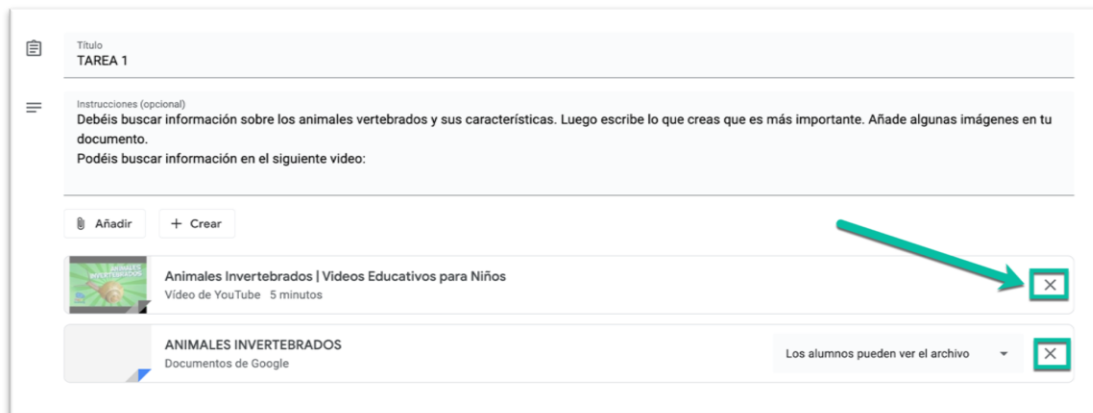 Título
TAREA 1
Instrucciones (opcional)
Debéis buscar información sobre los animales vertebrados y sus características. Luego escribe lo que creas que es más importante. Añade algunas imágenes en tu
documento.
Podéis buscar información en el siguiente video:
Añadir
Crear
ANIMALES
INVERTEBRADOS
Animales Invertebrados | Videos Educativos para Niños
Vídeo de YouTube 5 minutos
ANIMALES INVERTEBRADOS
Documentos de Google
Los alumnos pueden ver el archivo